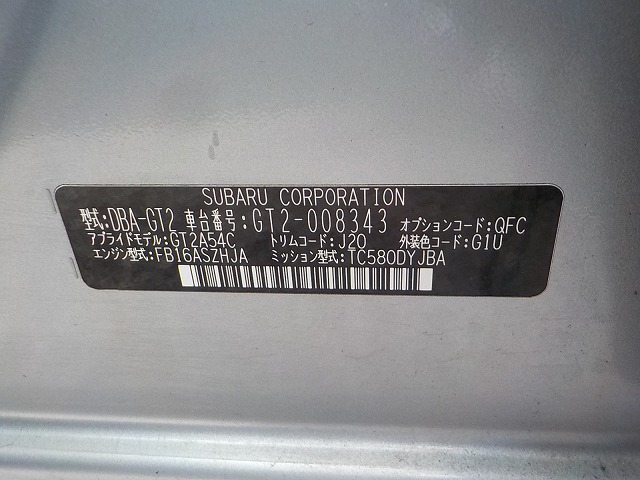 SUBARU CORPORATION
型式:DBA-GT2 車台番号:GT2-008343 オプションコード:QFC
アプライドモデル:GT2A54C トリムコード:J20 外装色コード:G1U
エンジン型式:FB16ASZHJA ミッション型式:TC580DYJBA